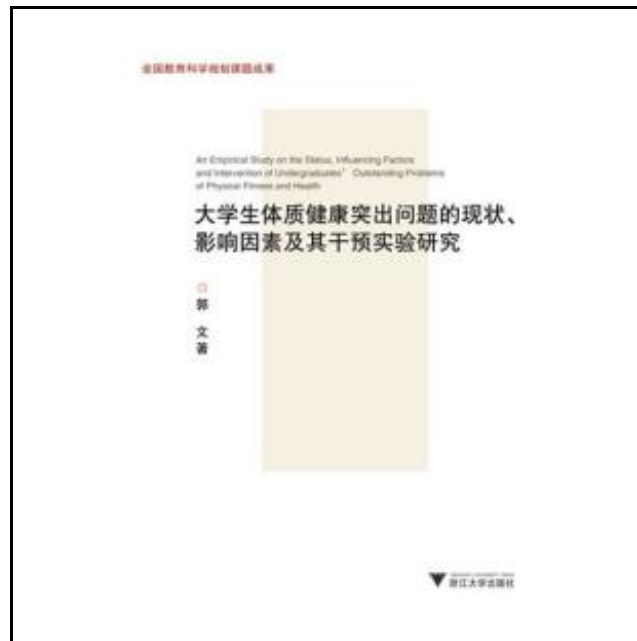 全国教育科学规划课题成果
An Empirical Study on the Status, Influencing Factors
and Intervention of Undergraduates' Outstanding Problems
of Physical Fitness and Health
大学生体质健康突出问题的现状、
影响因素及其干预实验研究
郭
文
著
浙江大学出版社